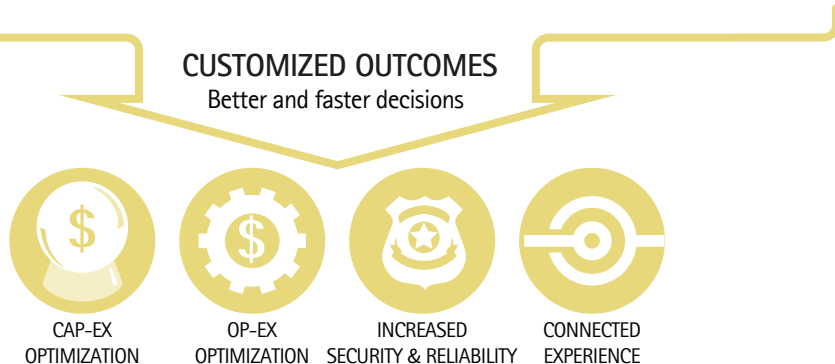 CUSTOMIZED OUTCOMES
Better and faster decisions
$
$
CAP-EX
OPTIMIZATION
OP-EX
OPTIMIZATION
INCREASED
SECURITY & RELIABILITY
CONNECTED
EXPERIENCE